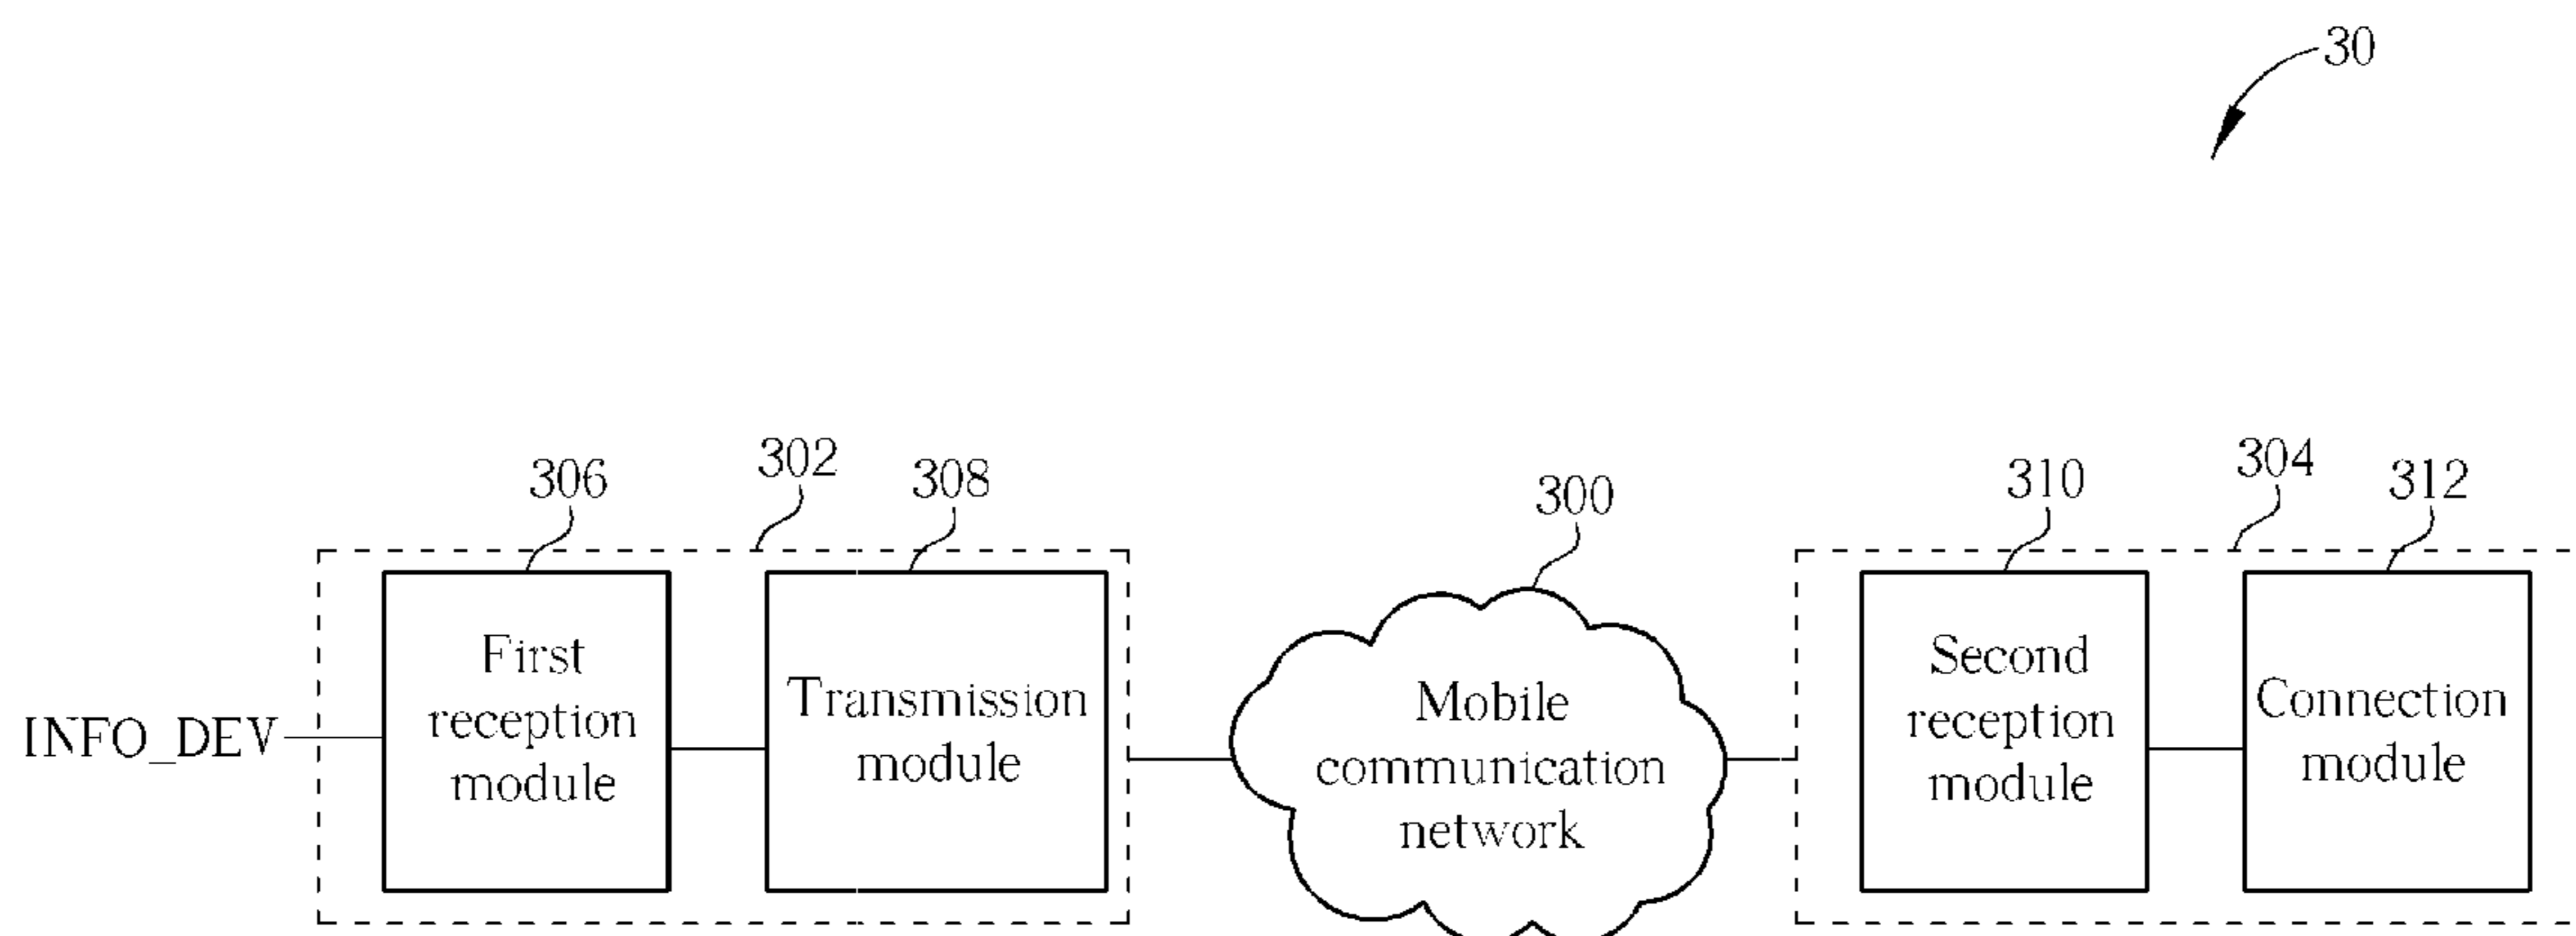 30
306
302
308
300
310
304
312
INFO_DEV
First
reception
module
Transmission
module
Mobile
communication
network
Second
reception
module
Connection
module